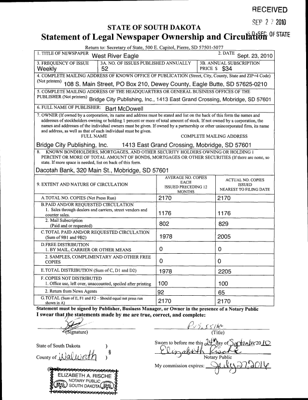 RECEIVED
SEP 27 2010
S.D. SEC. OF STATE
STATE OF SOUTH DAKOTA
Statement of Legal Newspaper Ownership and Circulation
Return to: Secretary of State, 500 E. Capitol, Pierre, SD 57501-5077
1. TITLE OF NEWSPAPER West River Eagle
2. DATE Sept. 23, 2010
3. FREQUENCY OF ISSUE Weekly
3A. NO. OF ISSUES PUBLISHED ANNUALLY 52
3B. ANNUAL SUBSCRIPTION PRICE $ $34
4. COMPLETE MAILING ADDRESS OF KNOWN OFFICE OF PUBLICATION (Street, City, County, State and ZIP+4 Code)
(Not printers) 108 S. Main Street, PO Box 210, Dewey County, Eagle Butte, SD 57625-0210
5. COMPLETE MAILING ADDRESS OF THE HEADQUARTERS OF GENERAL BUSINESS OFFICES OF THE
PUBLISHER (Not printers) Bridge City Publishing, Inc., 1413 East Grand Crossing, Mobridge, SD 57601
6. FULL NAME OF PUBLISHER: Bart McDowell
7. OWNER (If owned by a corporation, its name and address must be stated and list on the back of this form the names and
addresses of stockholders owning or holding 1 percent or more of total amount of stock. If not owned by a corporation, the
names and addresses of the individual owners must be given. If owned by a partnership or other unincorporated firm, its name
and address, as well as that of each individual must be given.
FULL NAME COMPLETE MAILING ADDRESS
Bridge City Publishing, Inc. 1413 East Grand Crossing, Mobridge, SD 57601
8. KNOWN BONDHOLDERS, MORTGAGES, AND OTHER SECURITY HOLDERS OWNING OR HOLDING 1
PERCENT OR MORE OF TOTAL AMOUNT OF BONDS, MORTGAGES OR OTHER SECURITIES (If there are none, so
state. If more space is needed, list on back of this form.
Dacotah Bank, 320 Main St., Mobridge, SD 57601
9. EXTENT AND NATURE OF CIRCULATION
AVERAGE NO. COPIES EACH ISSUED PRECEDING 12 MONTHS
ACTUAL NO. COPIES ISSUED NEAREST TO FILING DATE
A. TOTAL NO. COPIES (Net Press Run) 2170 2170
B. PAID AND/OR REQUESTED CIRCULATION
1. Sales through dealers and carriers, street vendors and
counter sales. 1176 1176
2. Mail Subscription
(Paid and/or requested) 802 829
C. TOTAL PAID AND/OR REQUESTED CIRCULATION
(Sum of 9B1 and 9B2) 1978 2005
D. FREE DISTRIBUTION
1. BY MAIL, CARRIER OR OTHER MEANS 0 0
2. SAMPLES, COMPLIMENTARY AND OTHER FREE
COPIES 0 0
E. TOTAL DISTRIBUTION (Sum of C, D1 and D2) 1978 2205
F. COPIES NOT DISTRIBUTED
1. Office use, left over, unaccounted, spoiled after printing 100 100
2. Return from News Agents 92 65
G. TOTAL (Sum of E, F1 and F2 – Should equal net press run
shown in A) 2170 2170
Statement must be signed by Publisher, Business Manager, or Owner in the presence of a Notary Public
I swear that the statements made by me are true, correct, and complete:
(Signature) (Title)
State of South Dakota )
County of Walworth )
Sworn to before me this 24th day of September 20 10
Elizabeth A. Rische
Notary Public
My commission expires July 27 2016
ELIZABETH A. RISCHE
NOTARY PUBLIC
SEAL SOUTH DAKOTA SEAL